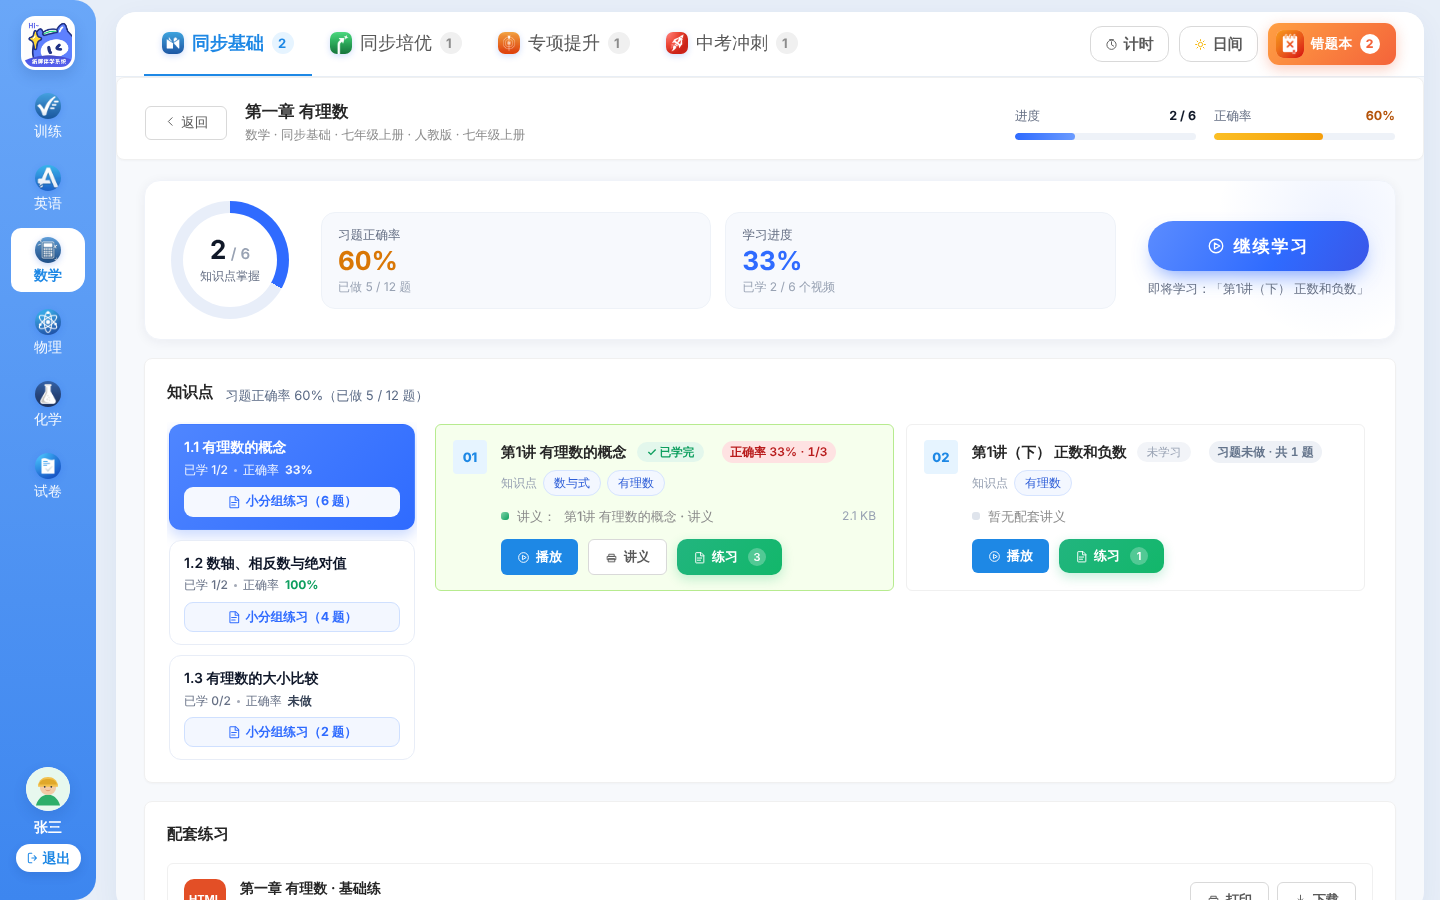 Hi~
训练
英语
数学
物理
化学
试卷
张三
退出
同步基础 2
同步培优 1
专项提升 1
中考冲刺 1
计时
日间
错题本 2
返回
第一章 有理数
数学 · 同步基础 · 七年级上册 · 人教版 · 七年级上册
进度 2 / 6
正确率 60%
2 / 6
知识点掌握
习题正确率
60%
已做 5 / 12 题
学习进度
33%
已学 2 / 6 个视频
继续学习
即将学习：「第1讲（下） 正数和负数」
知识点 习题正确率 60%（已做 5 / 12 题）
1.1 有理数的概念
已学 1/2 • 正确率 33%
小分组练习（6 题）
1.2 数轴、相反数与绝对值
已学 1/2 • 正确率 100%
小分组练习（4 题）
1.3 有理数的大小比较
已学 0/2 • 正确率 未做
小分组练习（2 题）
01 第1讲 有理数的概念 已学完 正确率 33% · 1/3
知识点 数与式 有理数
讲义： 第1讲 有理数的概念 · 讲义 2.1 KB
播放 讲义 练习 3
02 第1讲（下） 正数和负数 未学习 习题未做 · 共 1 题
知识点 有理数
暂无配套讲义
播放 练习 1
配套练习
HTML
第一章 有理数 · 基础练
打印 下载